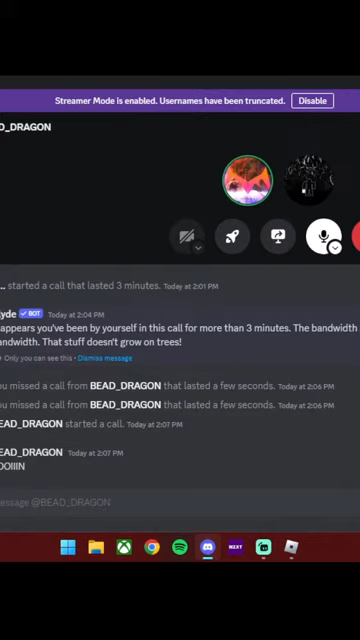 Streamer Mode is enabled. Usernames have been truncated. Disable
D_DRAGON
... started a call that lasted 3 minutes. Today at 2:01 PM
yde BOT Today at 2:04 PM
appears you've been by yourself in this call for more than 3 minutes. The bandwidth
andwidth. That stuff doesn't grow on trees!
Only you can see this • Dismiss message
ou missed a call from BEAD_DRAGON that lasted a few seconds. Today at 2:06 PM
ou missed a call from BEAD_DRAGON that lasted a few seconds. Today at 2:06 PM
EAD_DRAGON started a call. Today at 2:07 PM
EAD_DRAGON Today at 2:07 PM
OOIIIN
essage @BEAD_DRAGON
NEXT